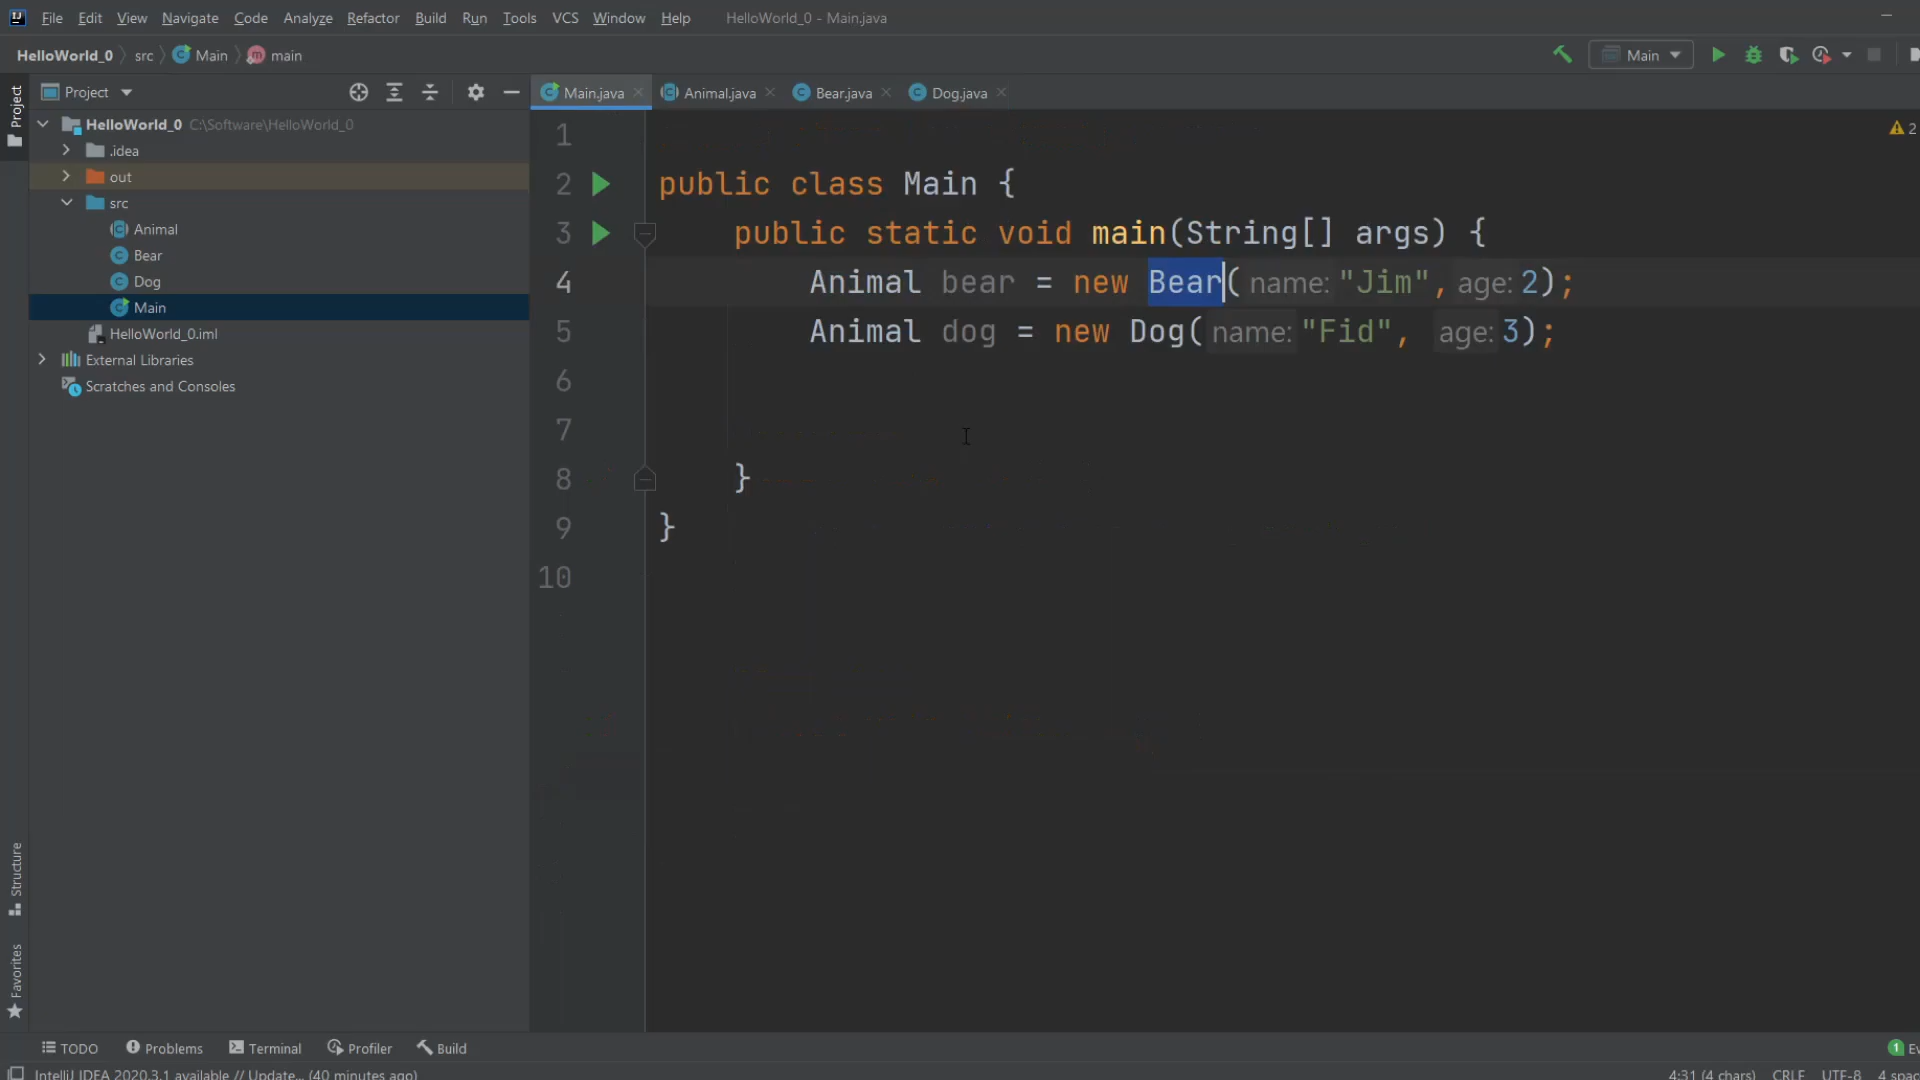 File Edit View Navigate Code Analyze Refactor Build Run Tools VCS Window Help HelloWorld_0 - Main.java
HelloWorld_0 src Main main
Main
Project
Main.java Animal.java Bear.java Dog.java
Project
HelloWorld_0 C:\Software\HelloWorld_0
.idea
out
src
Animal
Bear
Dog
Main
HelloWorld_0.iml
External Libraries
Scratches and Consoles
2
1
2 public class Main {
3 public static void main(String[] args) {
4 Animal bear = new Bear( name: "Jim", age: 2);
5 Animal dog = new Dog( name: "Fid", age: 3);
6
7
8 }
9 }
10
Structure
Favorites
TODO Problems Terminal Profiler Build
1
IntelliJ IDEA 2020.3.1 available // Update... (40 minutes ago) 4:31 (4 chars) CRLF UTF-8 4